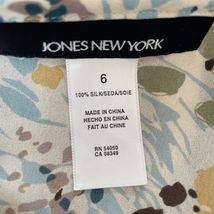 JONES NEW YORK
6
100% SILK/SEDA/SOIE
MADE IN CHINA
HECHO EN CHINA
FAIT AU CHINE
RN 54050
CA 08349